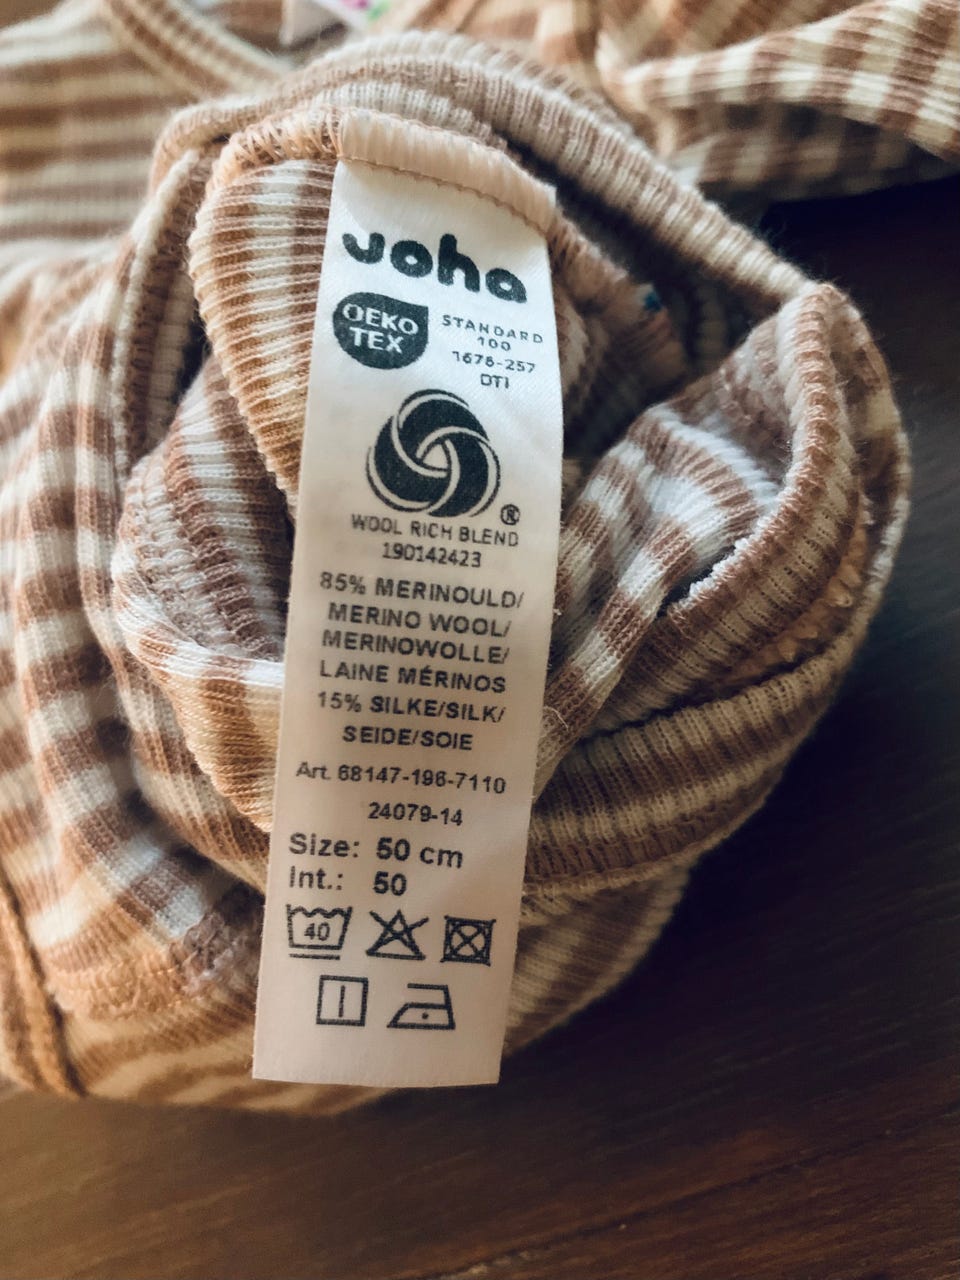 Joha
OEKO
TEX
STANDARD
100
1676-257
DTI
®
WOOL RICH BLEND
190142423
85% MERINOULD/
MERINO WOOL/
MERINOWOLLE/
LAINE MÉRINOS
15% SILKE/SILK/
SEIDE/SOIE
Art. 68147-196-7110
24079-14
Size: 50 cm
Int.: 50
40